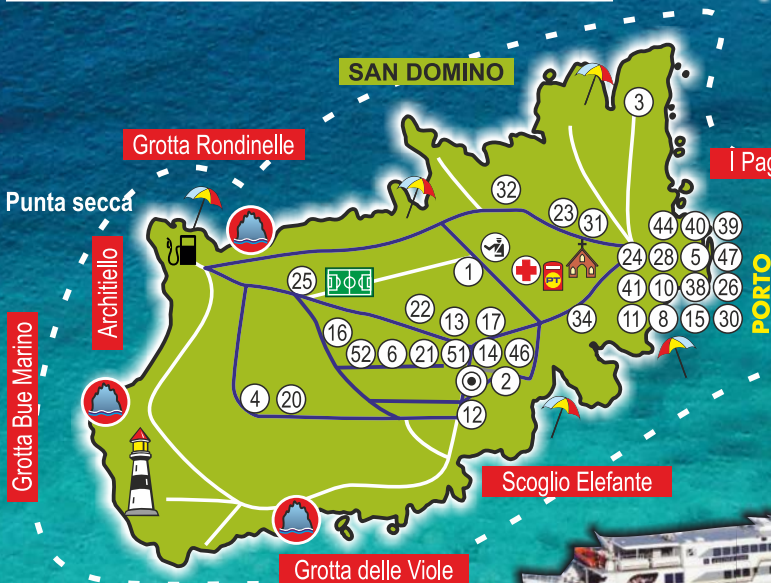 SAN DOMINO
3
Grotta Rondinelle
Ì Pag
Punta secca
32
23
31
44 40 39
24 28 5 47
25
1
PT
41 10 38 26
PORTO
Architiello
22
13
17
34
11 8 15 30
16
52 6 21 51 14 46
2
4
20
12
Grotta Bue Marino
Scoglio Elefante
Grotta delle Viole